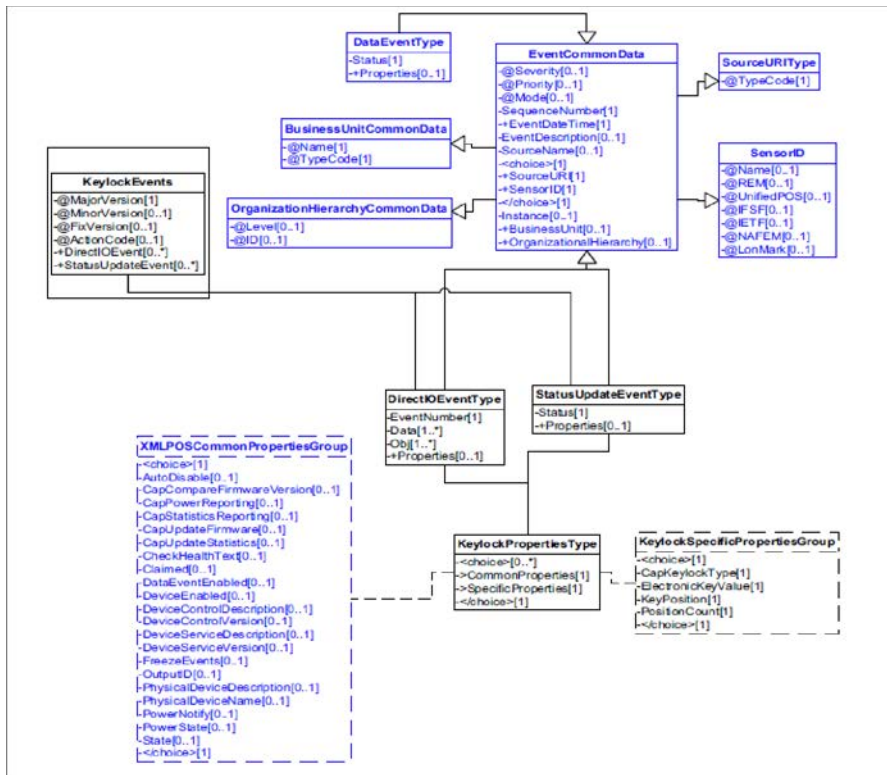 DataEventType
-Status[1]
-+Properties[0..1]
EventCommonData
-@Severity[0..1]
-@Priority[0..1]
-@Mode[0..1]
-SequenceNumber[1]
-+EventDateTime[1]
-EventDescription[0..1]
-SourceName[0..1]
-<choice>[1]
-+SourceURI[1]
-+SensorID[1]
-</choice>[1]
-Instance[0..1]
-+BusinessUnit[0..1]
-+OrganizationalHierarchy[0..1]
SourceURIType
-@TypeCode[1]
BusinessUnitCommonData
-@Name[1]
-@TypeCode[1]
SensorID
-@Name[0..1]
-@REM[0..1]
-@UnifiedPOS[0..1]
-@IFSF[0..1]
-@IETF[0..1]
-@NAFEM[0..1]
-@LonMark[0..1]
KeylockEvents
-@MajorVersion[1]
-@MinorVersion[0..1]
-@FixVersion[0..1]
-@ActionCode[0..1]
-+DirectIOEvent[0..*]
-+StatusUpdateEvent[0..*]
OrganizationHierarchyCommonData
-@Level[0..1]
-@ID[0..1]
DirectIOEventType
-EventNumber[1]
-Data[1..*]
-Obj[1..*]
-+Properties[0..1]
StatusUpdateEventType
-Status[1]
-+Properties[0..1]
XMLPOSCommonPropertiesGroup
-<choice>[1]
-AutoDisable[0..1]
-CapCompareFirmwareVersion[0..1]
-CapPowerReporting[0..1]
-CapStatisticsReporting[0..1]
-CapUpdateFirmware[0..1]
-CapUpdateStatistics[0..1]
-CheckHealthText[0..1]
-Claimed[0..1]
-DataEventEnabled[0..1]
-DeviceEnabled[0..1]
-DeviceControlDescription[0..1]
-DeviceControlVersion[0..1]
-DeviceServiceDescription[0..1]
-DeviceServiceVersion[0..1]
-FreezeEvents[0..1]
-OutputID[0..1]
-PhysicalDeviceDescription[0..1]
-PhysicalDeviceName[0..1]
-PowerNotify[0..1]
-PowerState[0..1]
-State[0..1]
-</choice>[1]
KeylockPropertiesType
-<choice>[0..*]
->CommonProperties[1]
->SpecificProperties[1]
-</choice>[1]
KeylockSpecificPropertiesGroup
-<choice>[1]
-CapKeylockType[1]
-ElectronicKeyValue[1]
-KeyPosition[1]
-PositionCount[1]
-</choice>[1]